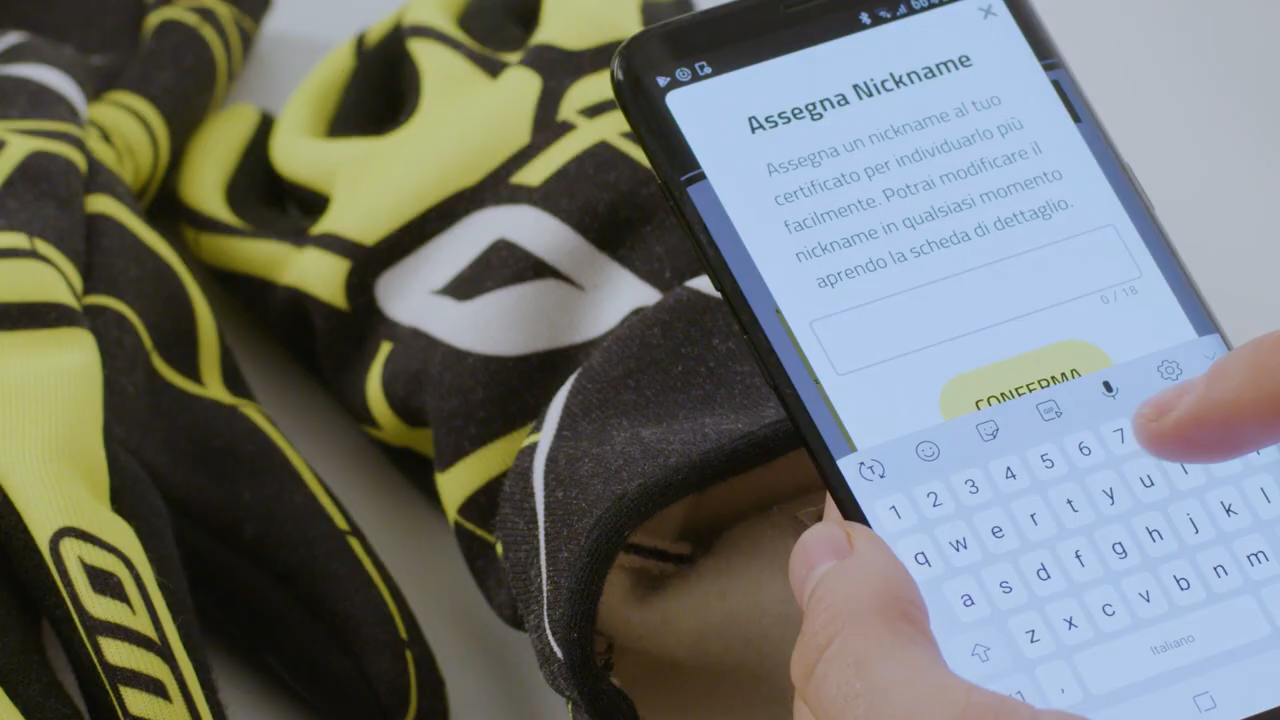 Assegna Nickname
Assegna un nickname al tuo
certificato per individuarlo più
facilmente. Potrai modificare il
nickname in qualsiasi momento
aprendo la scheda di dettaglio.
0 / 18
CONFERMA
GIF
1 2 3 4 5 6 7
q w e r t y u
a s d f g h j k l
z x c v b n m
, Italiano